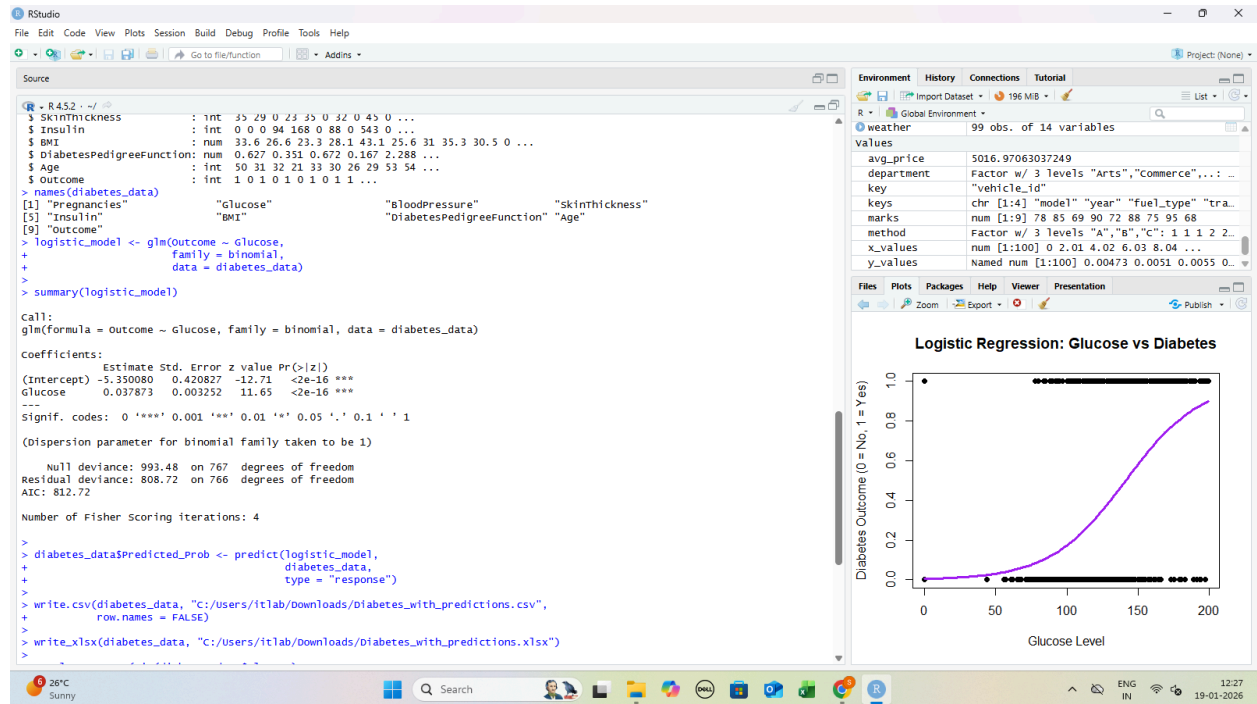 RStudio
File Edit Code View Plots Session Build Debug Profile Tools Help
Go to file/function Addins Project: (None)
Source
R 4.5.2 · ~/
$ SkinThickness : int 35 29 0 23 35 0 32 0 45 0 ...
$ Insulin : int 0 0 0 94 168 0 88 0 543 0 ...
$ BMI : num 33.6 26.6 23.3 28.1 43.1 25.6 31 35.3 30.5 0 ...
$ DiabetesPedigreeFunction: num 0.627 0.351 0.672 0.167 2.288 ...
$ Age : int 50 31 32 21 33 30 26 29 53 54 ...
$ Outcome : int 1 0 1 0 1 0 1 0 1 1 ...
> names(diabetes_data)
[1] "Pregnancies" "Glucose" "BloodPressure" "SkinThickness"
[5] "Insulin" "BMI" "DiabetesPedigreeFunction" "Age"
[9] "Outcome"
> logistic_model <- glm(Outcome ~ Glucose,
+ family = binomial,
+ data = diabetes_data)
>
> summary(logistic_model)
Call:
glm(formula = Outcome ~ Glucose, family = binomial, data = diabetes_data)
Coefficients:
Estimate Std. Error z value Pr(>|z|)
(Intercept) -5.350080 0.420827 -12.71 <2e-16 ***
Glucose 0.037873 0.003252 11.65 <2e-16 ***
---
Signif. codes: 0 ‘***’ 0.001 ‘**’ 0.01 ‘*’ 0.05 ‘.’ 0.1 ‘ ’ 1
(Dispersion parameter for binomial family taken to be 1)
Null deviance: 993.48 on 767 degrees of freedom
Residual deviance: 808.72 on 766 degrees of freedom
AIC: 812.72
Number of Fisher Scoring iterations: 4
>
> diabetes_data$Predicted_Prob <- predict(logistic_model,
+ diabetes_data,
+ type = "response")
>
> write.csv(diabetes_data, "C:/Users/itlab/Downloads/Diabetes_with_predictions.csv",
+ row.names = FALSE)
>
> write_xlsx(diabetes_data, "C:/Users/itlab/Downloads/Diabetes_with_predictions.xlsx")
>
Environment History Connections Tutorial
Import Dataset 196 MiB List
R Global Environment
weather 99 obs. of 14 variables
Values
avg_price 5016.97063037249
department Factor w/ 3 levels "Arts","Commerce",..: …
key "vehicle_id"
keys chr [1:4] "model" "year" "fuel_type" "tra…
marks num [1:9] 78 85 69 90 72 88 75 95 68
method Factor w/ 3 levels "A","B","C": 1 1 1 2 2…
x_values num [1:100] 0 2.01 4.02 6.03 8.04 ...
y_values Named num [1:100] 0.00473 0.0051 0.0055 0…
Files Plots Packages Help Viewer Presentation
Zoom Export Publish
Logistic Regression: Glucose vs Diabetes
Diabetes Outcome (0 = No, 1 = Yes)
1.0
0.8
0.6
0.4
0.2
0.0
0 50 100 150 200
Glucose Level
6
26°C
Sunny
Search
DELL
ENG
IN
12:27
19-01-2026